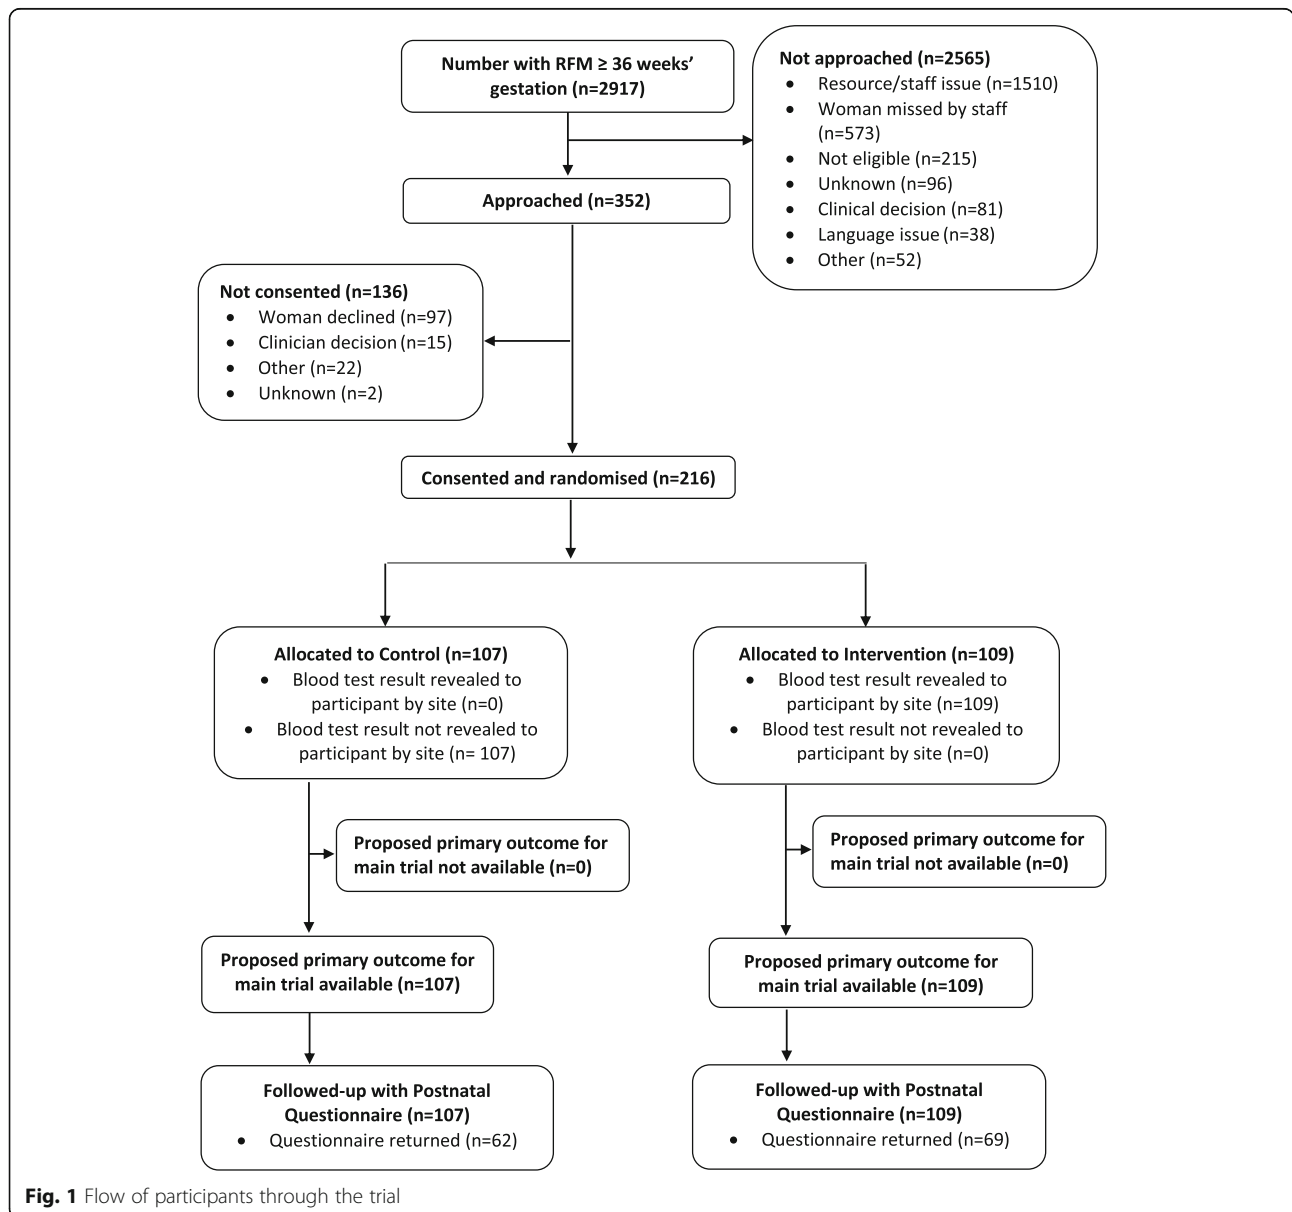 Number with RFM ≥ 36 weeks’
gestation (n=2917)
Not approached (n=2565)
• Resource/staff issue (n=1510)
• Woman missed by staff
(n=573)
• Not eligible (n=215)
• Unknown (n=96)
• Clinical decision (n=81)
• Language issue (n=38)
• Other (n=52)
Approached (n=352)
Not consented (n=136)
• Woman declined (n=97)
• Clinician decision (n=15)
• Other (n=22)
• Unknown (n=2)
Consented and randomised (n=216)
Allocated to Control (n=107)
• Blood test result revealed to
participant by site (n=0)
• Blood test result not revealed to
participant by site (n= 107)
Allocated to Intervention (n=109)
• Blood test result revealed to
participant by site (n=109)
• Blood test result not revealed to
participant by site (n=0)
Proposed primary outcome for
main trial not available (n=0)
Proposed primary outcome for
main trial not available (n=0)
Proposed primary outcome for
main trial available (n=107)
Proposed primary outcome for
main trial available (n=109)
Followed-up with Postnatal
Questionnaire (n=107)
• Questionnaire returned (n=62)
Followed-up with Postnatal
Questionnaire (n=109)
• Questionnaire returned (n=69)
Fig. 1 Flow of participants through the trial